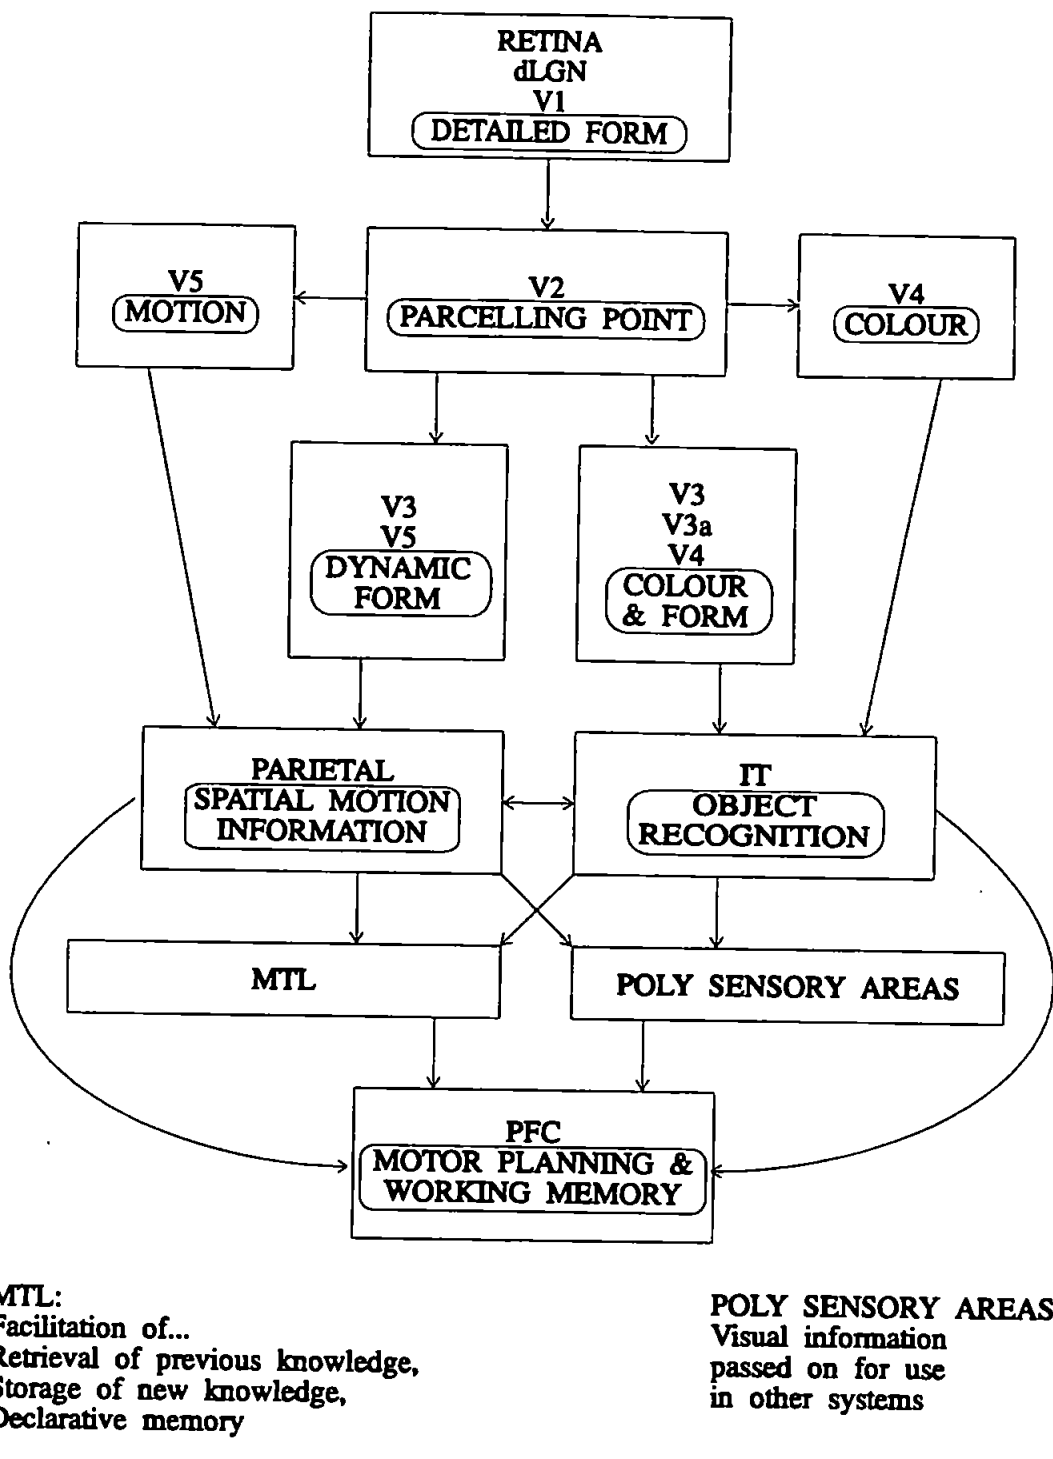 RETINA
dLGN
V1
DETAILED FORM
V5
MOTION
V2
PARCELLING POINT
V4
COLOUR
V3
V5
DYNAMIC
FORM
V3
V3a
V4
COLOUR
& FORM
PARIETAL
SPATIAL MOTION
INFORMATION
IT
OBJECT
RECOGNITION
MTL
POLY SENSORY AREAS
PFC
MOTOR PLANNING &
WORKING MEMORY
MTL:
Facilitation of...
Retrieval of previous knowledge,
Storage of new knowledge,
Declarative memory
POLY SENSORY AREAS
Visual information
passed on for use
in other systems